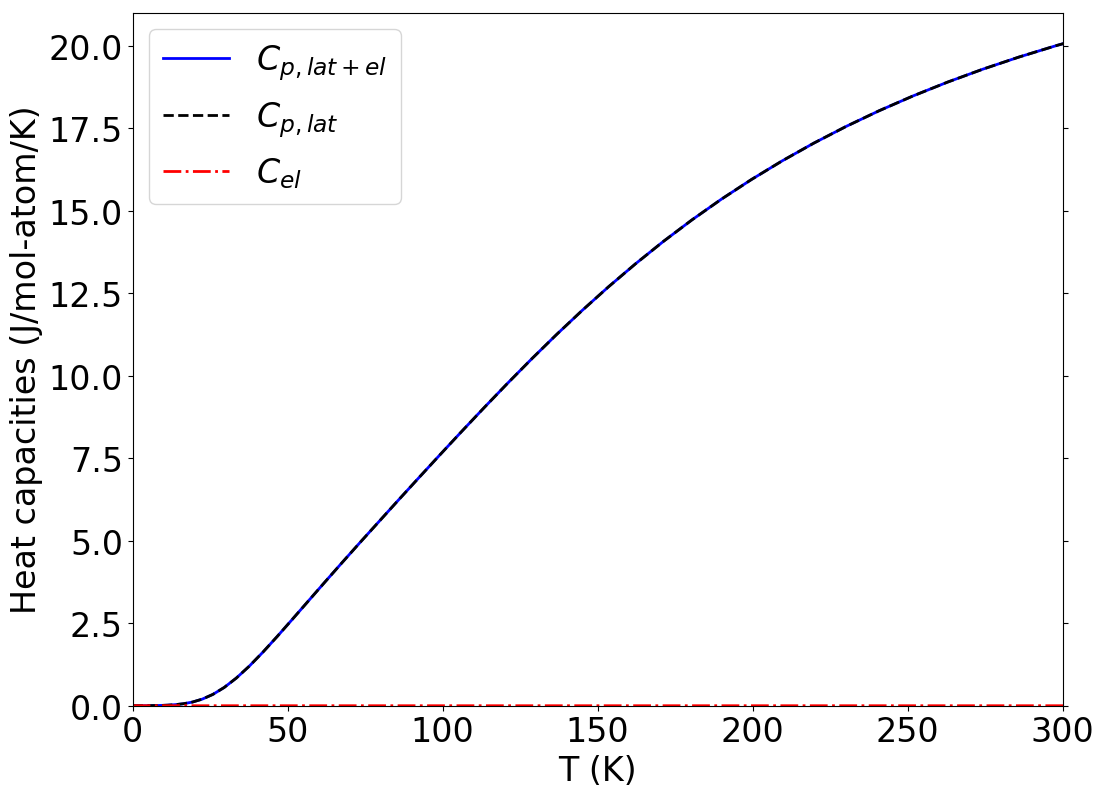 20.0
17.5
15.0
12.5
10.0
7.5
5.0
2.5
0.0
Heat capacities (J/mol-atom/K)
C_{p, lat + el}
C_{p, lat}
C_{el}
0 50 100 150 200 250 300
T (K)